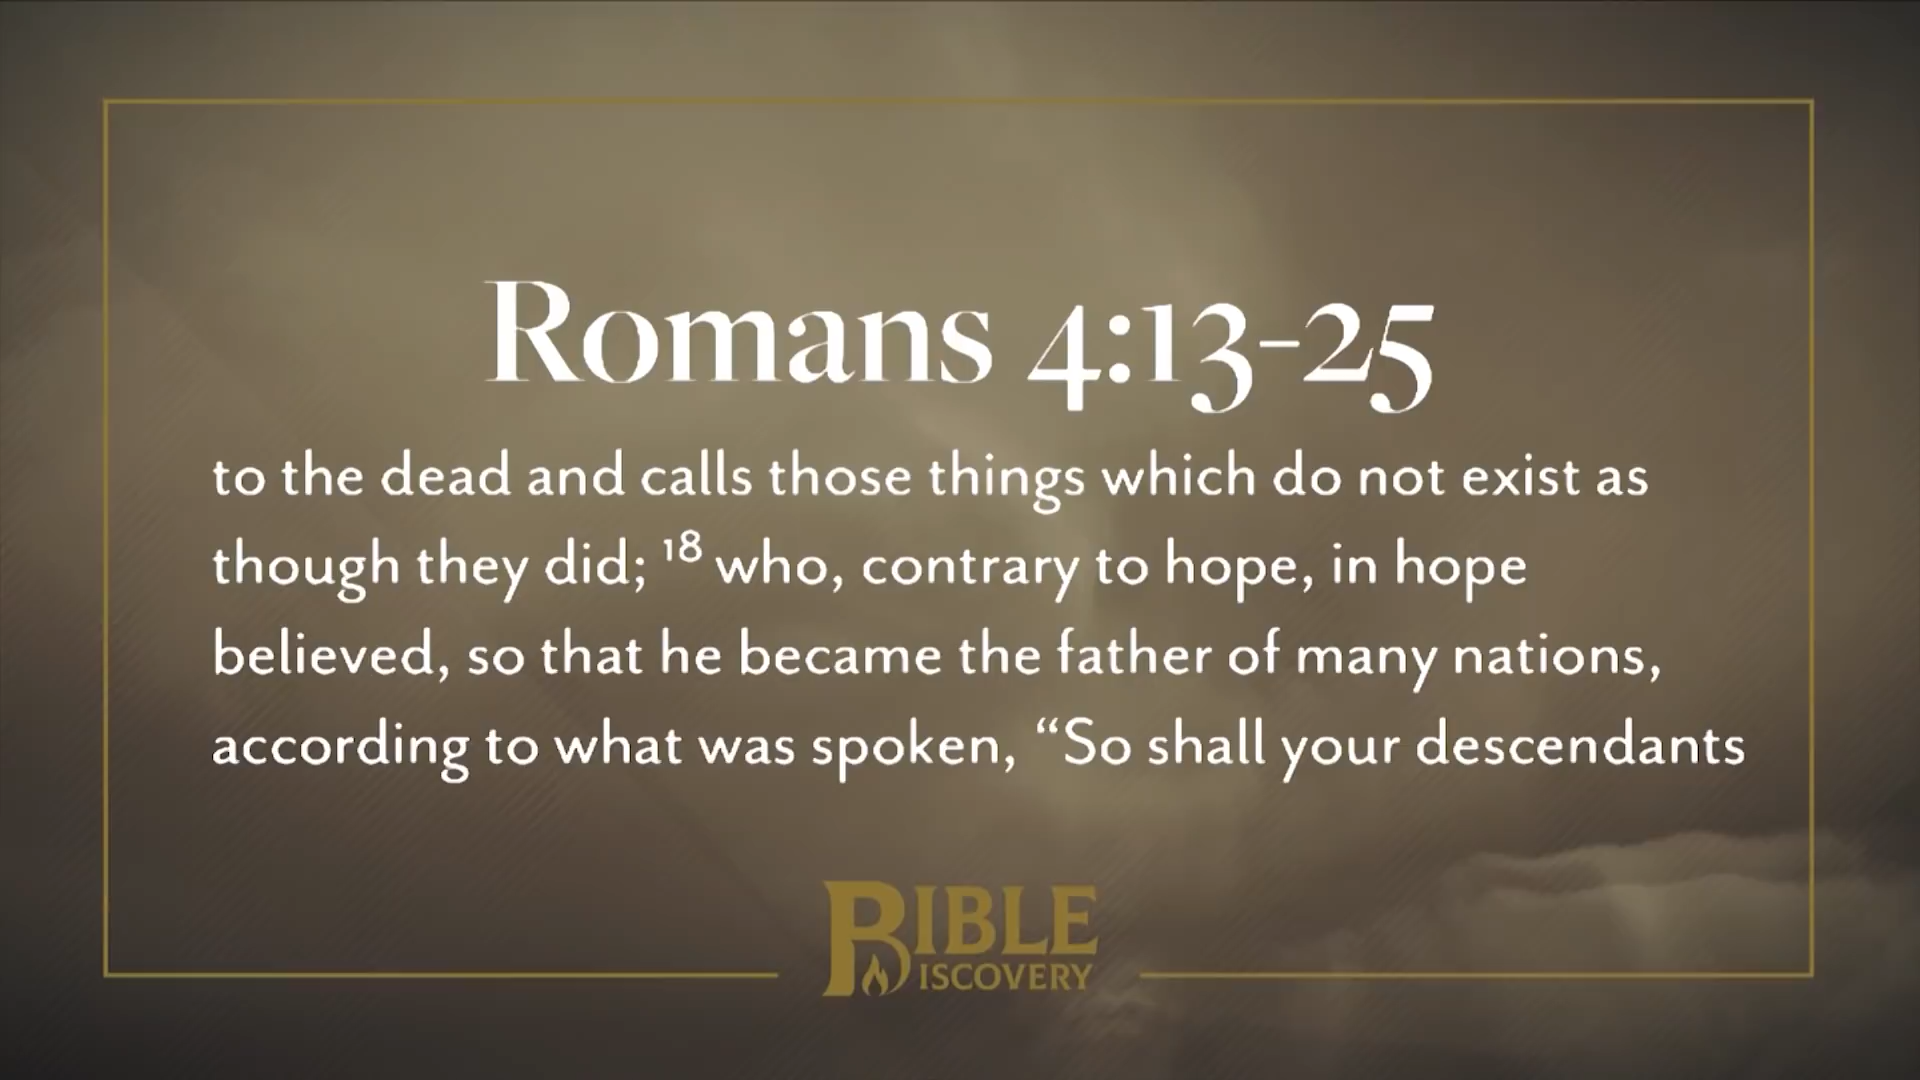 Romans 4:13-25
to the dead and calls those things which do not exist as
though they did; 18 who, contrary to hope, in hope
believed, so that he became the father of many nations,
according to what was spoken, “So shall your descendants
BIBLE
DISCOVERY